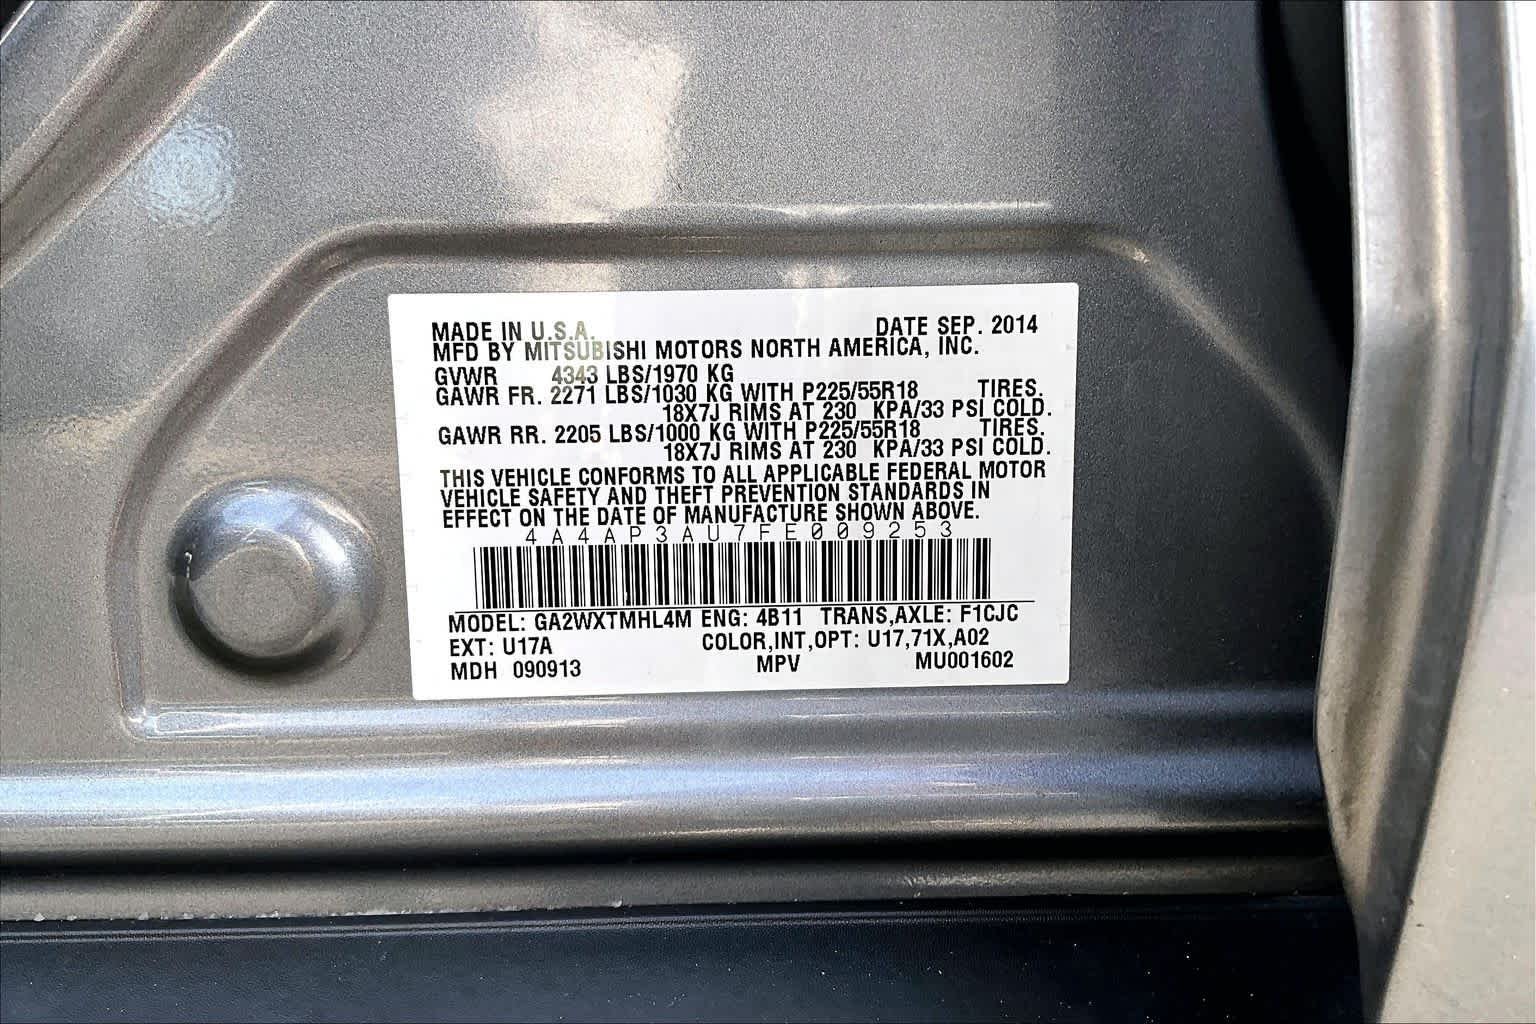 MADE IN U.S.A. DATE SEP. 2014
MFD BY MITSUBISHI MOTORS NORTH AMERICA, INC.
GVWR 4343 LBS/1970 KG
GAWR FR. 2271 LBS/1030 KG WITH P225/55R18 TIRES.
18X7J RIMS AT 230 KPA/33 PSI COLD.
GAWR RR. 2205 LBS/1000 KG WITH P225/55R18 TIRES.
18X7J RIMS AT 230 KPA/33 PSI COLD.
THIS VEHICLE CONFORMS TO ALL APPLICABLE FEDERAL MOTOR
VEHICLE SAFETY AND THEFT PREVENTION STANDARDS IN
EFFECT ON THE DATE OF MANUFACTURE SHOWN ABOVE.
4A4AP3AU7FE009253
MODEL: GA2WXTMHL4M ENG: 4B11 TRANS,AXLE: F1CJC
EXT: U17A COLOR,INT,OPT: U17,71X,A02
MDH 090913 MPV MU001602